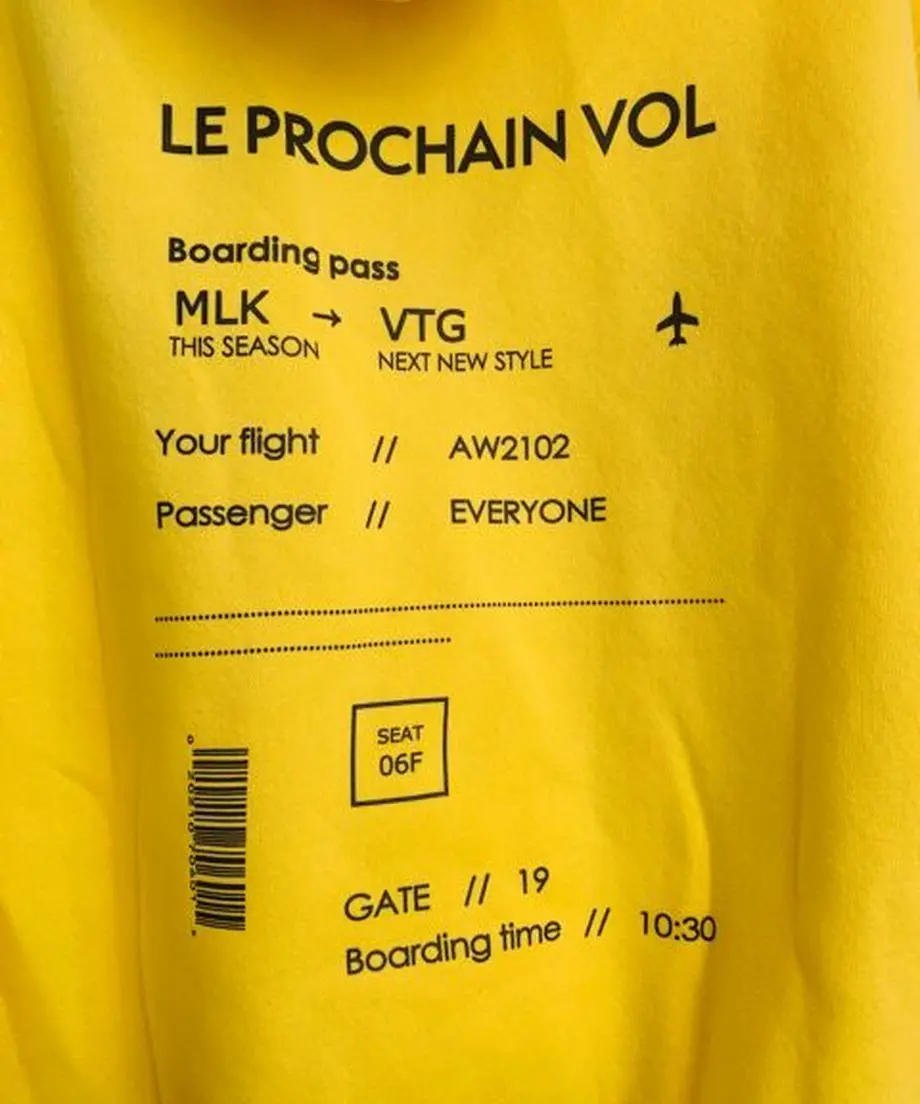 LE PROCHAIN VOL
Boarding pass
MLK → VTG
THIS SEASON NEXT NEW STYLE
Your flight // AW2102
Passenger // EVERYONE
SEAT
06F
GATE // 19
Boarding time // 10:30